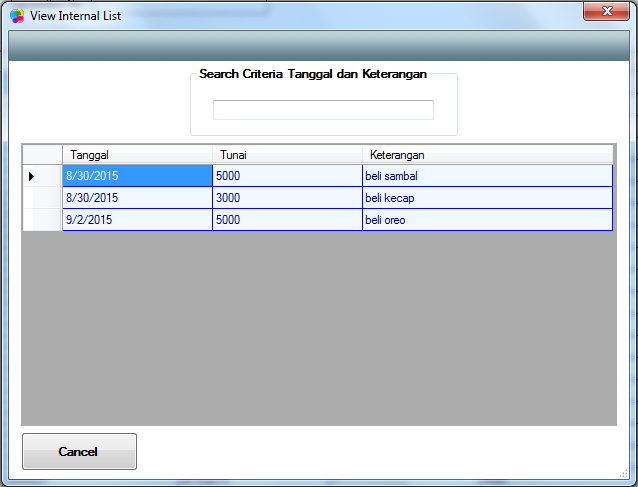 View Internal List
Search Criteria Tanggal dan Keterangan
Tanggal Tunai Keterangan
8/30/2015 5000 beli sambal
8/30/2015 3000 beli kecap
9/2/2015 5000 beli oreo
Cancel